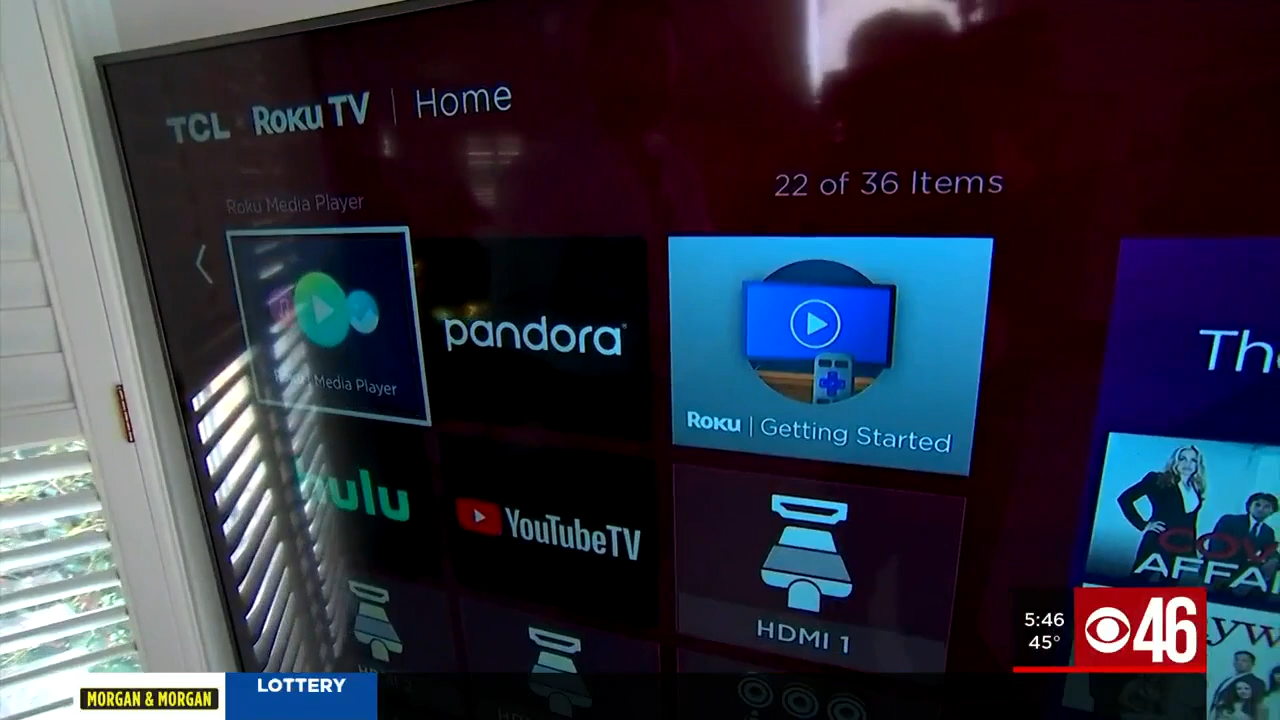 TCL Roku TV | Home
22 of 36 Items
Roku Media Player
Roku Media Player
pandora
Roku | Getting Started
hulu
YouTubeTV
HDMI 1
AFFA
5:46
45°
46
MORGAN & MORGAN
LOTTERY